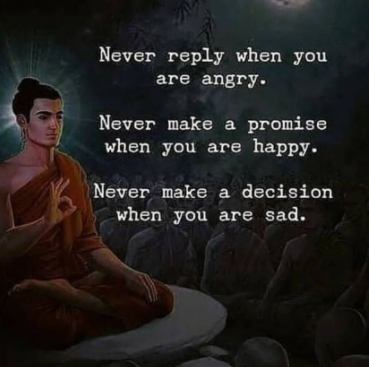 Never reply when you
are angry.
Never make a promise
when you are happy.
Never make a decision
when you are sad.